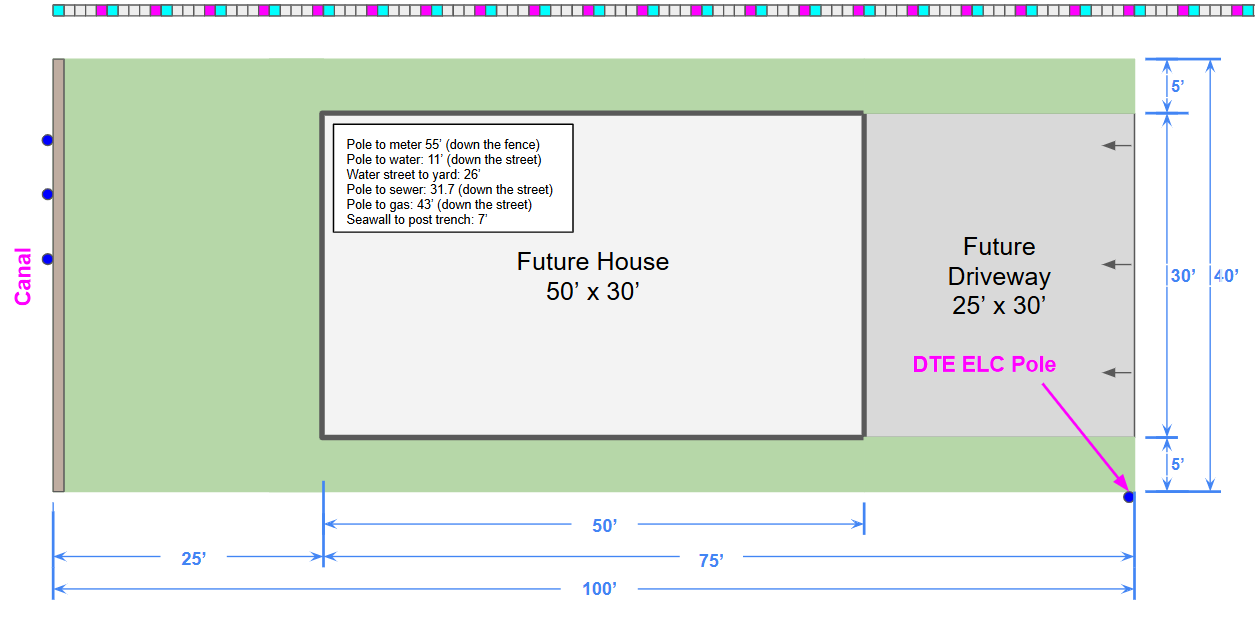 5’
Pole to meter 55’ (down the fence)
Pole to water: 11’ (down the street)
Water street to yard: 26’
Pole to sewer: 31.7 (down the street)
Pole to gas: 43’ (down the street)
Seawall to post trench: 7’
Canal
Future House
50’ x 30’
Future
Driveway
25’ x 30’
30’
40’
DTE ELC Pole
5’
50’
25’
75’
100’